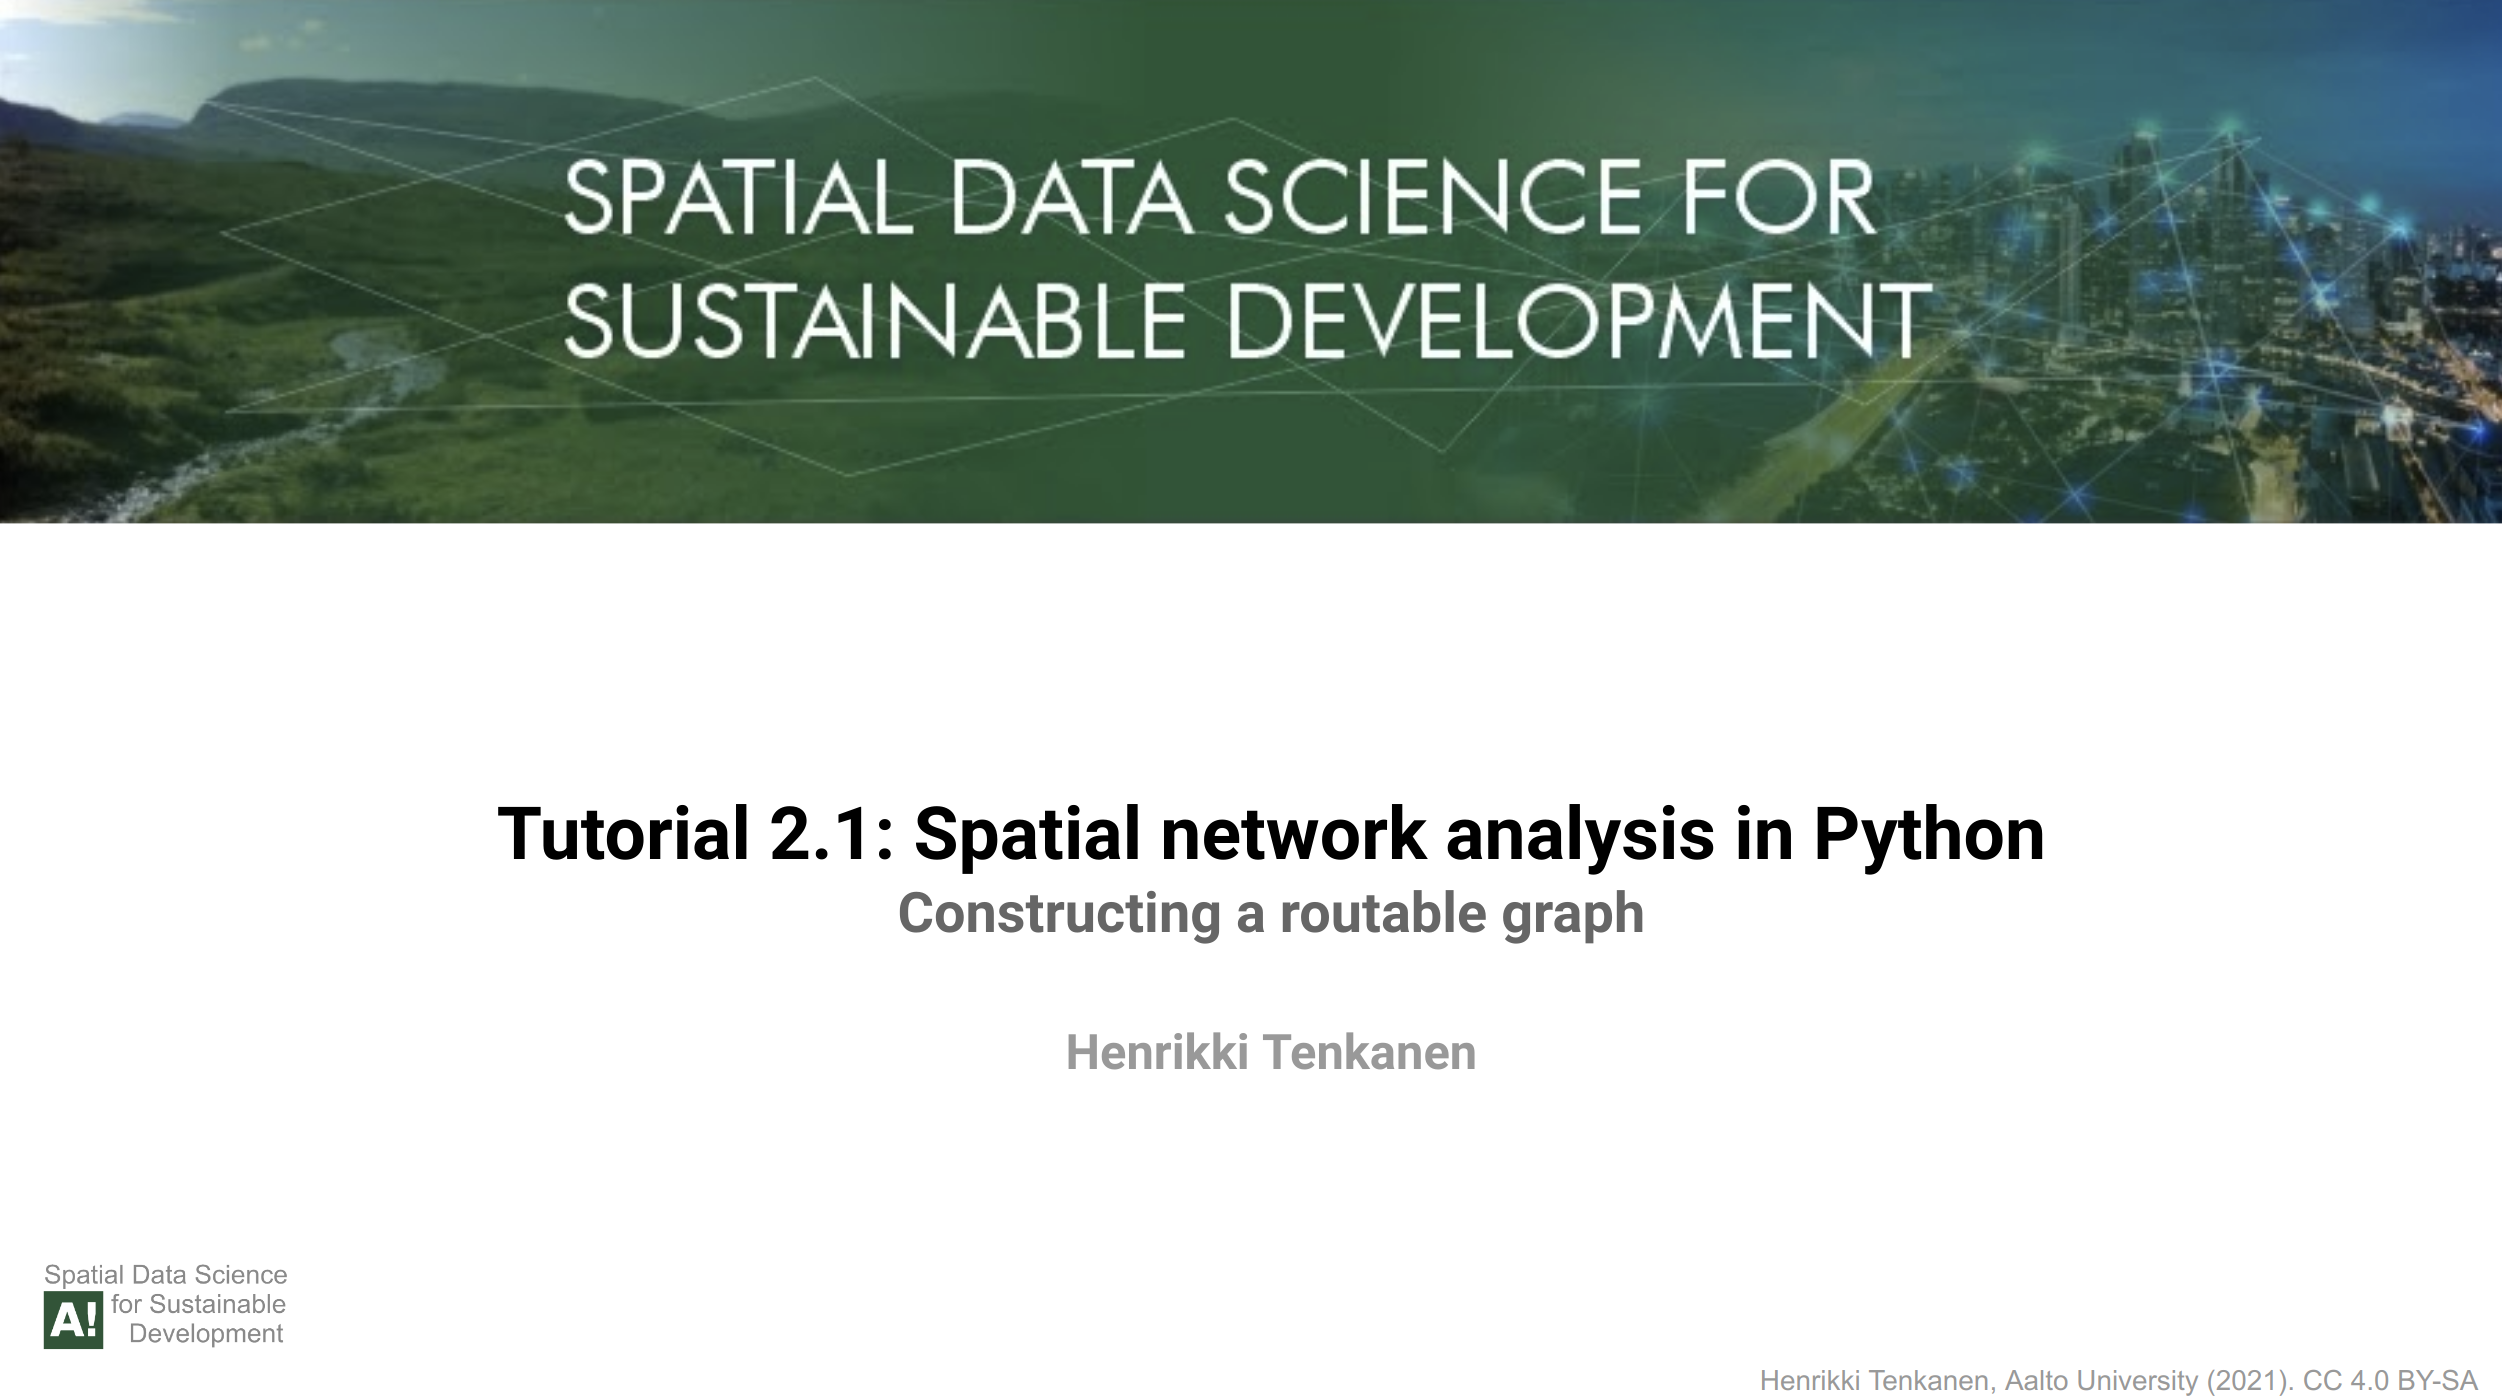 SPATIAL DATA SCIENCE FOR
SUSTAINABLE DEVELOPMENT
Tutorial 2.1: Spatial network analysis in Python
Constructing a routable graph
Henrikki Tenkanen
Spatial Data Science
A! for Sustainable
Development
Henrikki Tenkanen, Aalto University (2021). CC 4.0 BY-SA